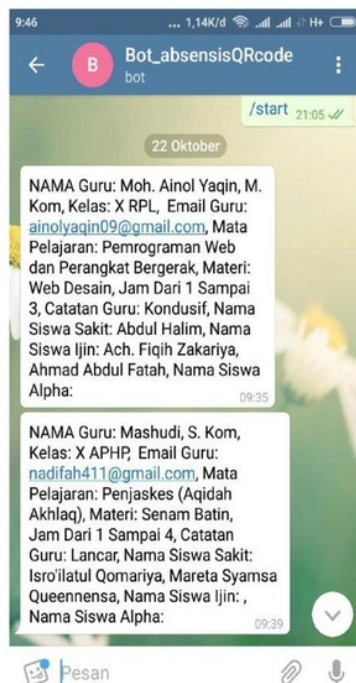 9:46 ... 1,14K/d H+
B Bot_absensisQRcode
bot
/start 21:05
22 Oktober
NAMA Guru: Moh. Ainol Yaqin, M.
Kom, Kelas: X RPL,  Email Guru:
ainolyaqin09@gmail.com, Mata
Pelajaran: Pemrograman Web
dan Perangkat Bergerak, Materi:
Web Desain, Jam Dari 1 Sampai
3, Catatan Guru: Kondusif, Nama
Siswa Sakit: Abdul Halim, Nama
Siswa Ijin: Ach. Fiqih Zakariya,
Ahmad Abdul Fatah, Nama Siswa
Alpha: 09:35
NAMA Guru: Mashudi, S. Kom,
Kelas: X APHP,  Email Guru:
nadifah411@gmail.com, Mata
Pelajaran: Penjaskes (Aqidah
Akhlaq), Materi: Senam Batin,
Jam Dari 1 Sampai 4, Catatan
Guru: Lancar, Nama Siswa Sakit:
Isro'ilatul Qomariya, Mareta Syamsa
Queennensa, Nama Siswa Ijin: ,
Nama Siswa Alpha: 09:39
Pesan